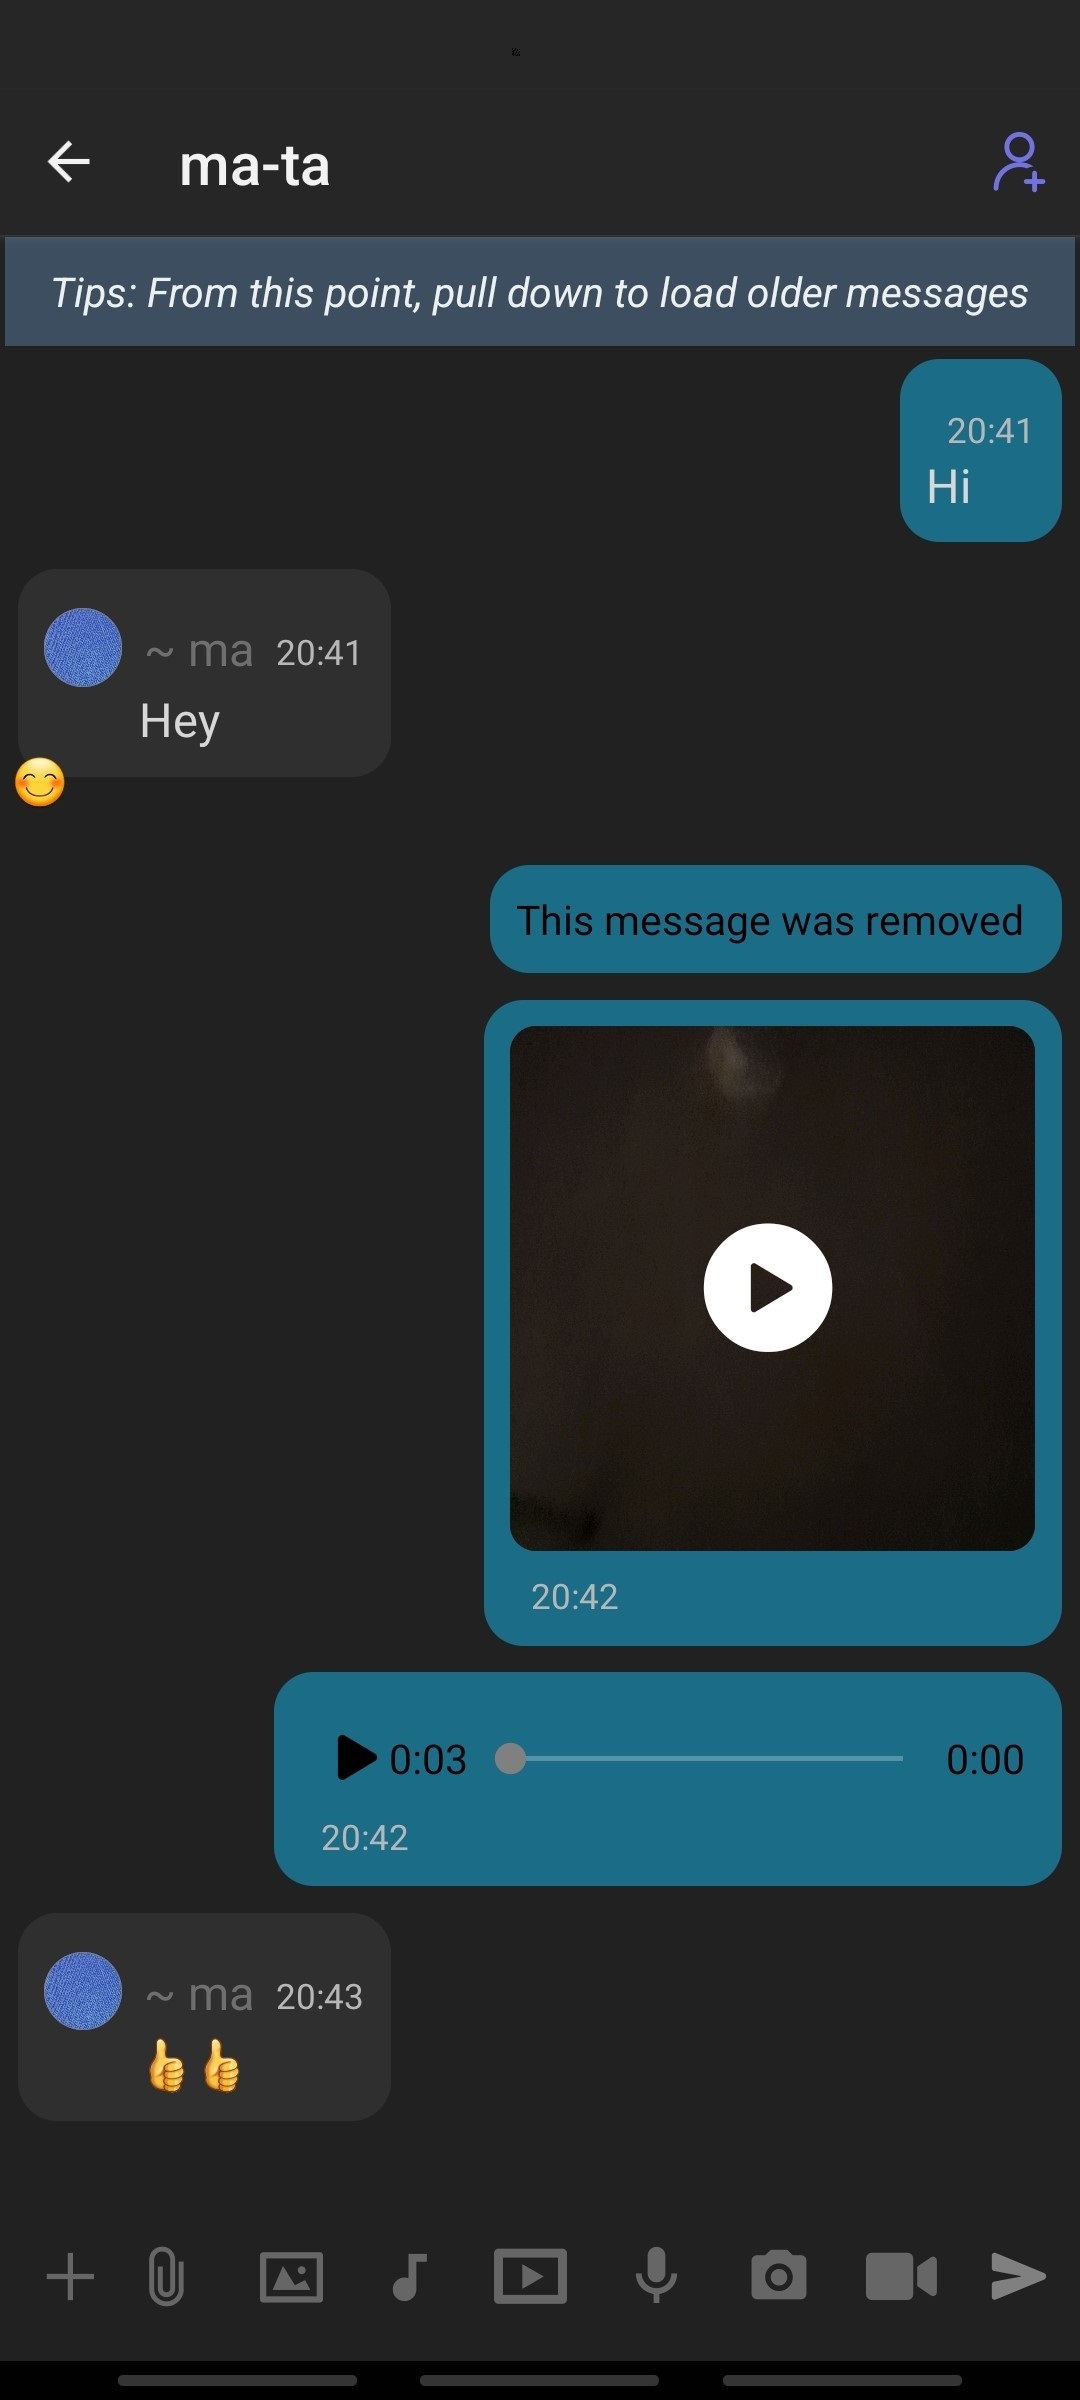 ma-ta
Tips: From this point, pull down to load older messages
20:41
Hi
~ ma 20:41
Hey
😊
This message was removed
20:42
0:03 0:00
20:42
~ ma 20:43
👍👍